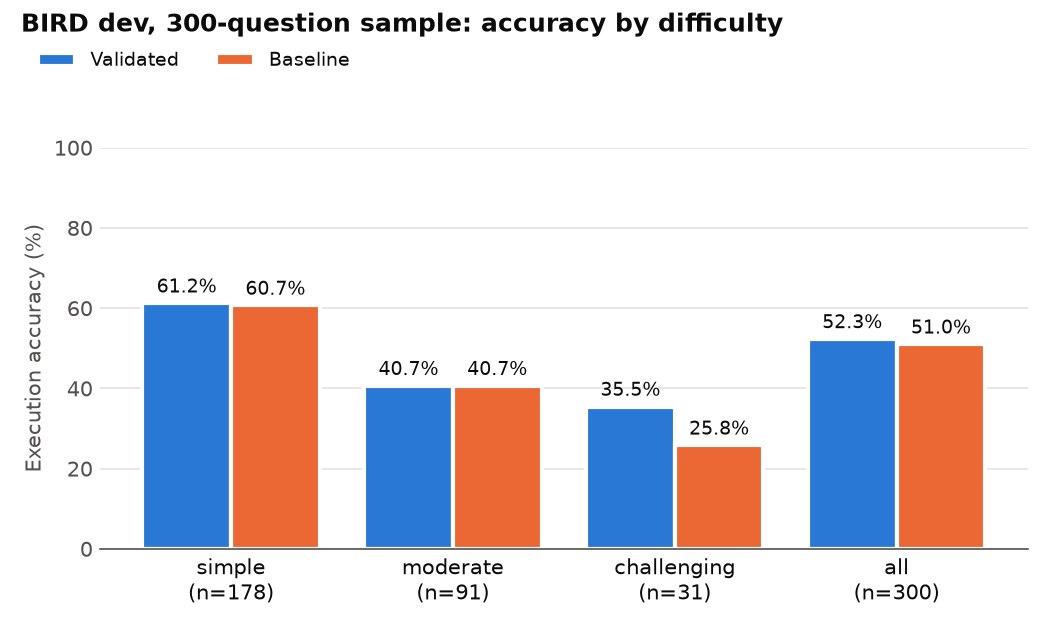 BIRD dev, 300-question sample: accuracy by difficulty
Validated Baseline
100
80
60
40
20
0
Execution accuracy (%)
61.2% 60.7%
40.7% 40.7%
35.5% 25.8%
52.3% 51.0%
simple moderate challenging all
(n=178) (n=91) (n=31) (n=300)